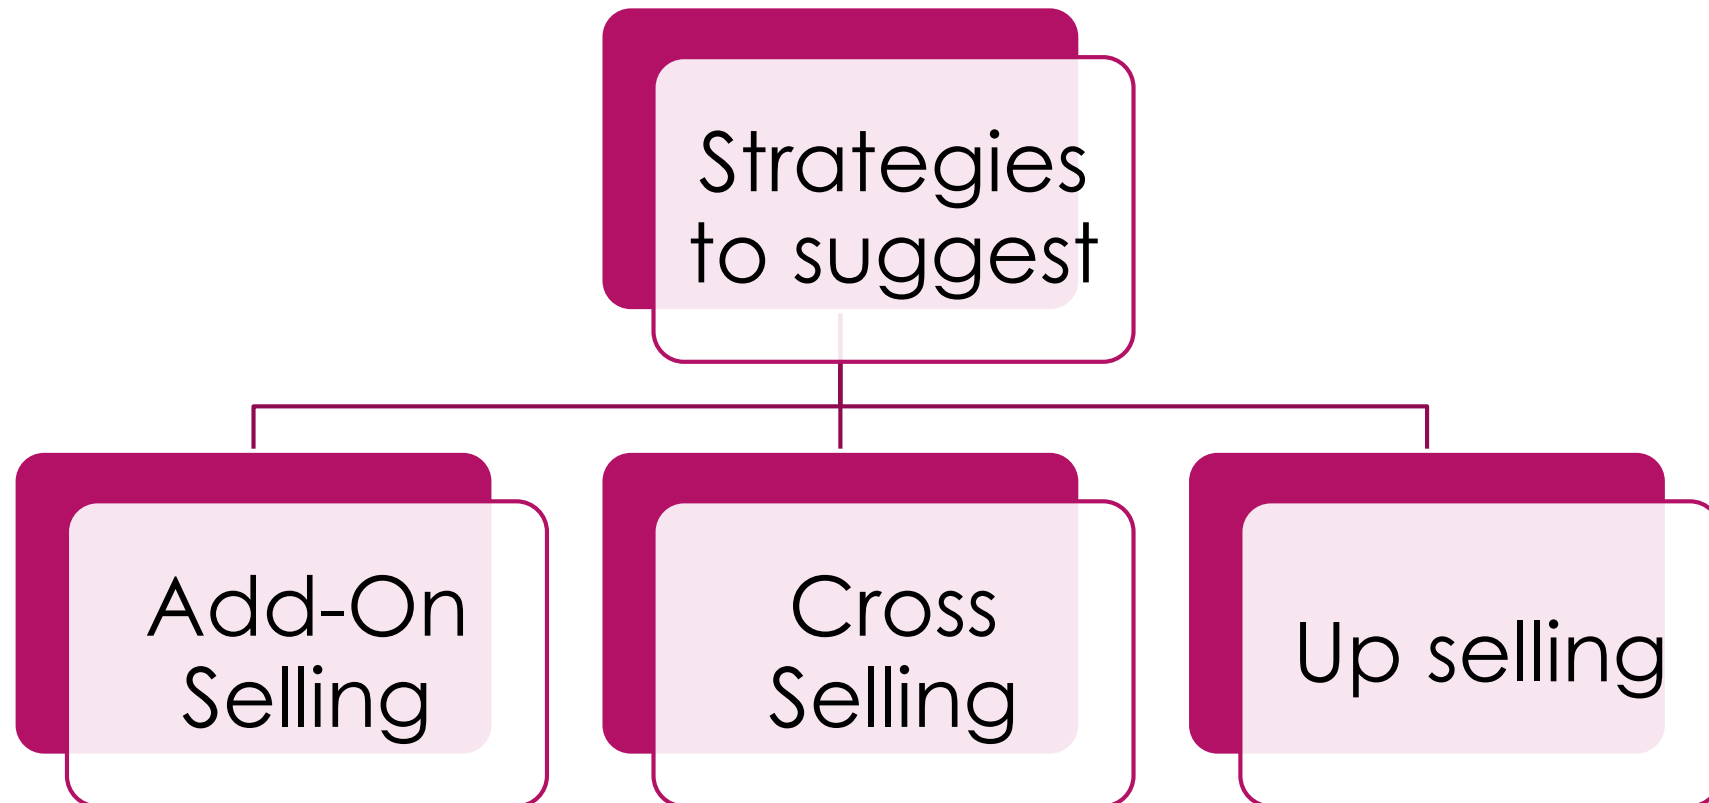 Strategies
to suggest
Add-On
Selling
Cross
Selling
Up selling